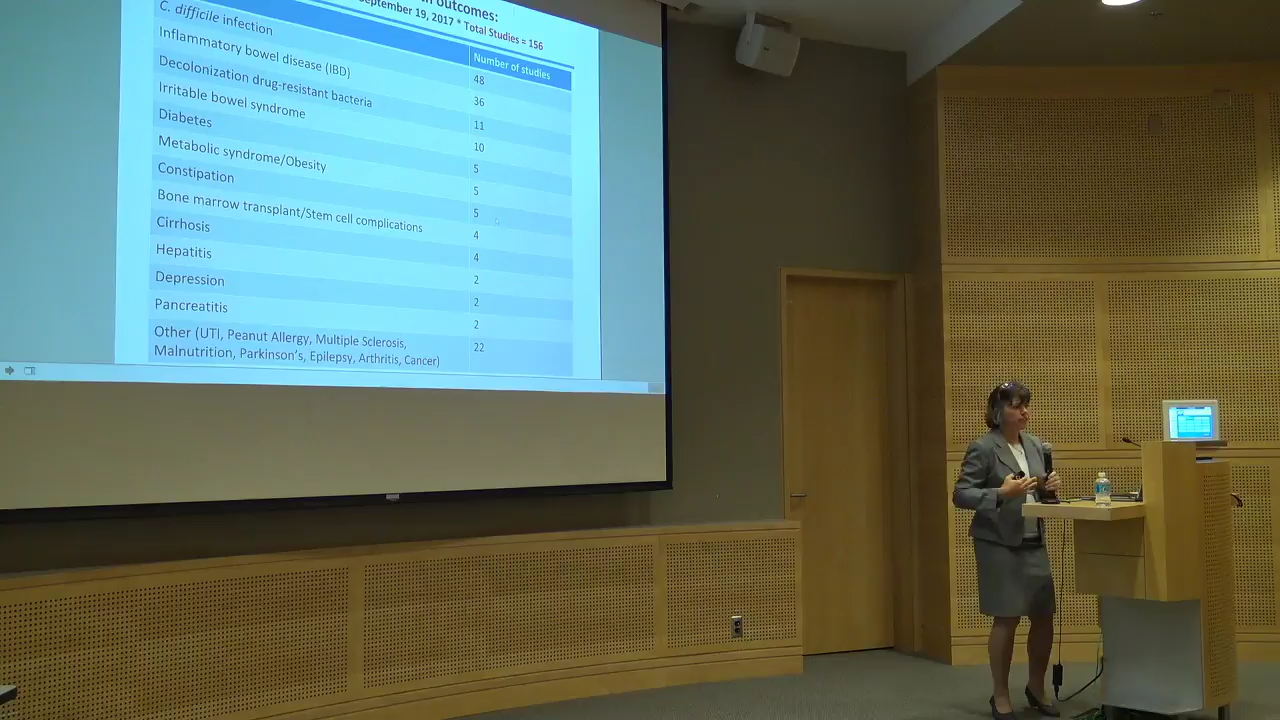 outcomes:
September 19, 2017 * Total Studies = 156
Number of studies
C. difficile infection 48
Inflammatory bowel disease (IBD) 36
Decolonization drug-resistant bacteria 11
Irritable bowel syndrome 10
Diabetes 5
Metabolic syndrome/Obesity 5
Constipation 5
Bone marrow transplant/Stem cell complications 4
Cirrhosis 4
Hepatitis 2
Depression 2
Pancreatitis 2
Other (UTI, Peanut Allergy, Multiple Sclerosis, 22
Malnutrition, Parkinson's, Epilepsy, Arthritis, Cancer)